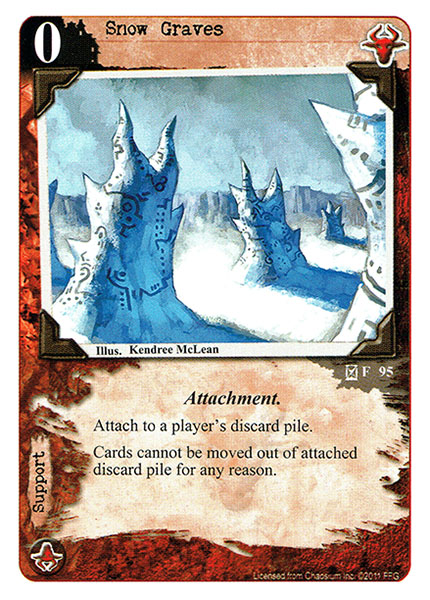 0
Snow Graves
Illus. Kendree McLean
F 95
Attachment.
Attach to a player's discard pile.
Cards cannot be moved out of attached
discard pile for any reason.
Support
Licensed from Chaosium Inc. ©2011 FFG